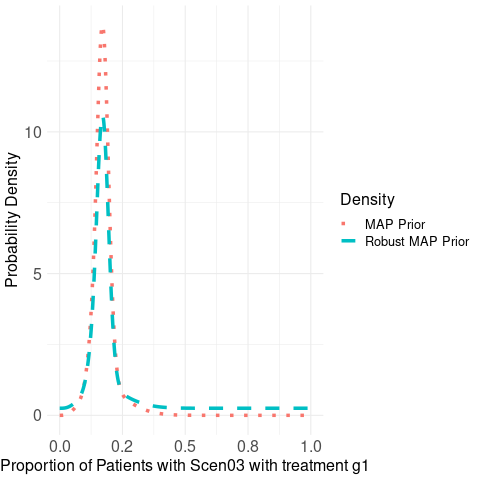 Probability Density
10
5
0
0.0 0.2 0.5 0.8 1.0
Proportion of Patients with Scen03 with treatment g1
Density
MAP Prior
Robust MAP Prior